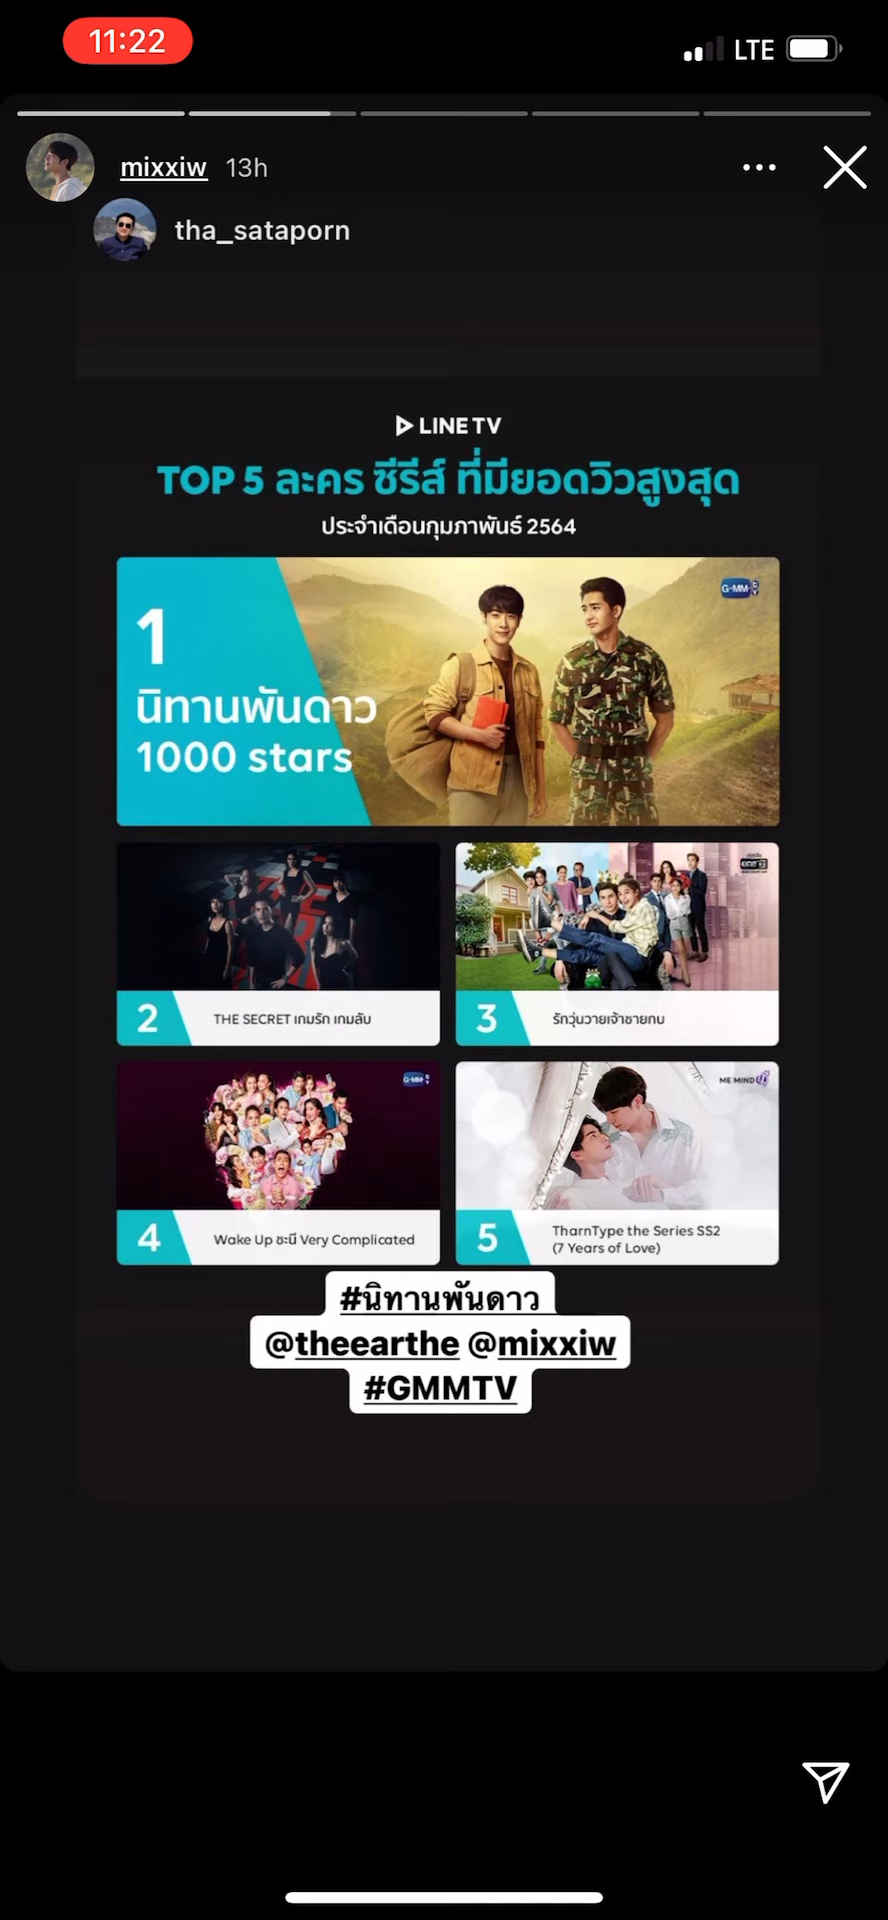 11:22
LTE
mixxiw 13h
tha_sataporn
LINE TV
TOP 5 ละคร ซีรีส์ ที่มียอดวิวสูงสุด
ประจำเดือนกุมภาพันธ์ 2564
G-MM-TV
1
นิทานพันดาว
1000 stars
2 THE SECRET เกมรัก เกมลับ
3 รักวุ่นวายเจ้าชายกบ
G-MM-TV
ME MIND Y
4 Wake Up ชะนี Very Complicated
5 TharnType the Series SS2
(7 Years of Love)
#นิทานพันดาว
@theearthe @mixxiw
#GMMTV